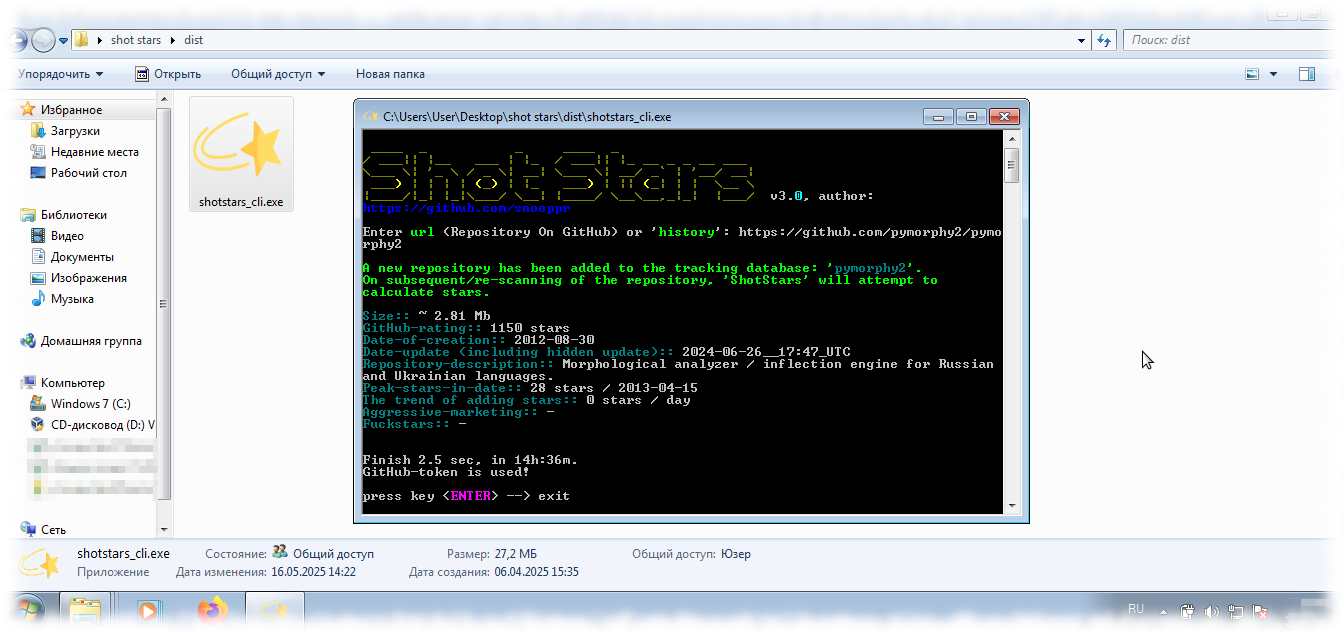 shot stars
dist
Поиск: dist
Упорядочить
Открыть
Общий доступ
Новая папка
Избранное
Загрузки
Недавние места
Рабочий стол
Библиотеки
Видео
Документы
Изображения
Музыка
Домашняя группа
Компьютер
Windows 7 (C:)
CD-дисковод (D:) V
Сеть
shotstars_cli.exe
C:\Users\User\Desktop\shot stars\dist\shotstars_cli.exe
Shot Stars v3.0, author:
https://github.com/snooppr
Enter url (Repository On GitHub) or 'history': https://github.com/pymorphy2/pymo
rphy2
A new repository has been added to the tracking database: 'pymorphy2'.
On subsequent/re-scanning of the repository, 'ShotStars' will attempt to
calculate stars.
Size:: ~ 2.81 Mb
GitHub-rating:: 1150 stars
Date-of-creation:: 2012-08-30
Date-update (including hidden update):: 2024-06-26__17:47_UTC
Repository-description:: Morphological analyzer / inflection engine for Russian
and Ukrainian languages.
Peak-stars-in-date:: 28 stars / 2013-04-15
The trend of adding stars:: 0 stars / day
Aggressive-marketing:: -
Fuckstars:: -
Finish 2.5 sec, in 14h:36m.
GitHub-token is used!
press key <ENTER> --> exit
shotstars_cli.exe
Состояние: Общий доступ
Размер: 27,2 МБ
Общий доступ: Юзер
Приложение
Дата изменения: 16.05.2025 14:22
Дата создания: 06.04.2025 15:35
RU